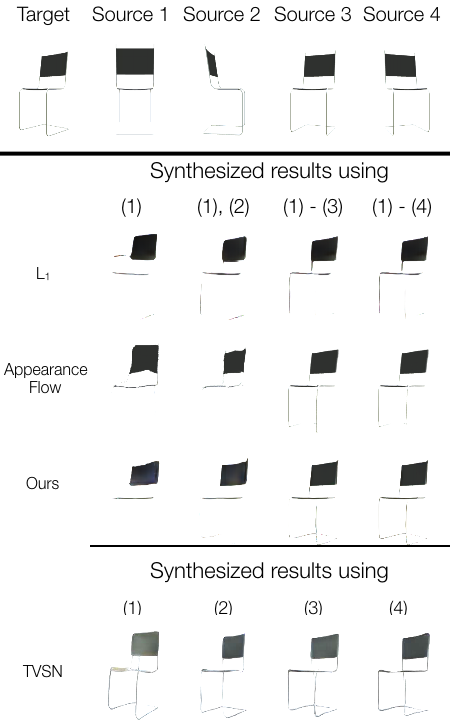 Target Source 1 Source 2 Source 3 Source 4
Synthesized results using
(1) (1), (2) (1) - (3) (1) - (4)
L₁
Appearance
Flow
Ours
Synthesized results using
(1) (2) (3) (4)
TVSN